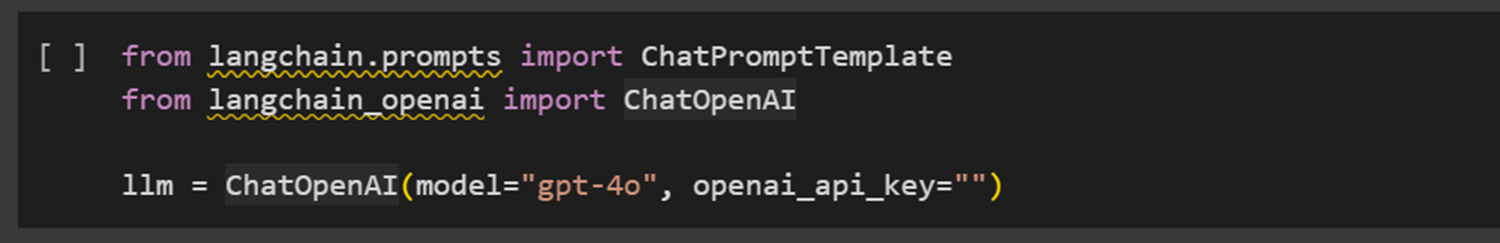 [ ] from langchain.prompts import ChatPromptTemplate
from langchain_openai import ChatOpenAI
llm = ChatOpenAI(model="gpt-4o", openai_api_key="")